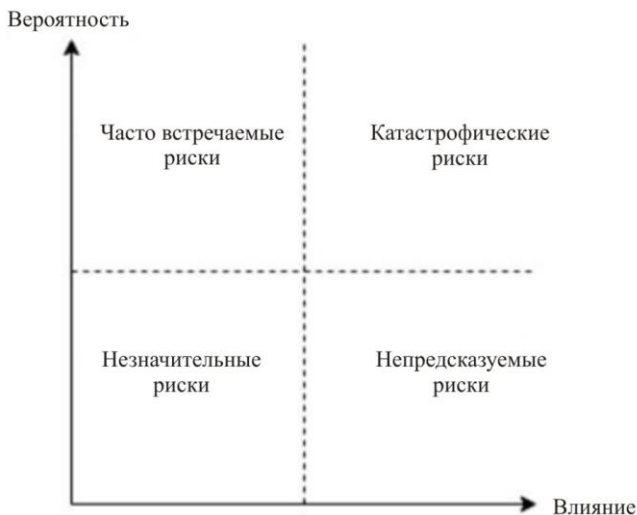 Вероятность
Часто встречаемые
риски
Катастрофические
риски
Незначительные
риски
Непредсказуемые
риски
Влияние